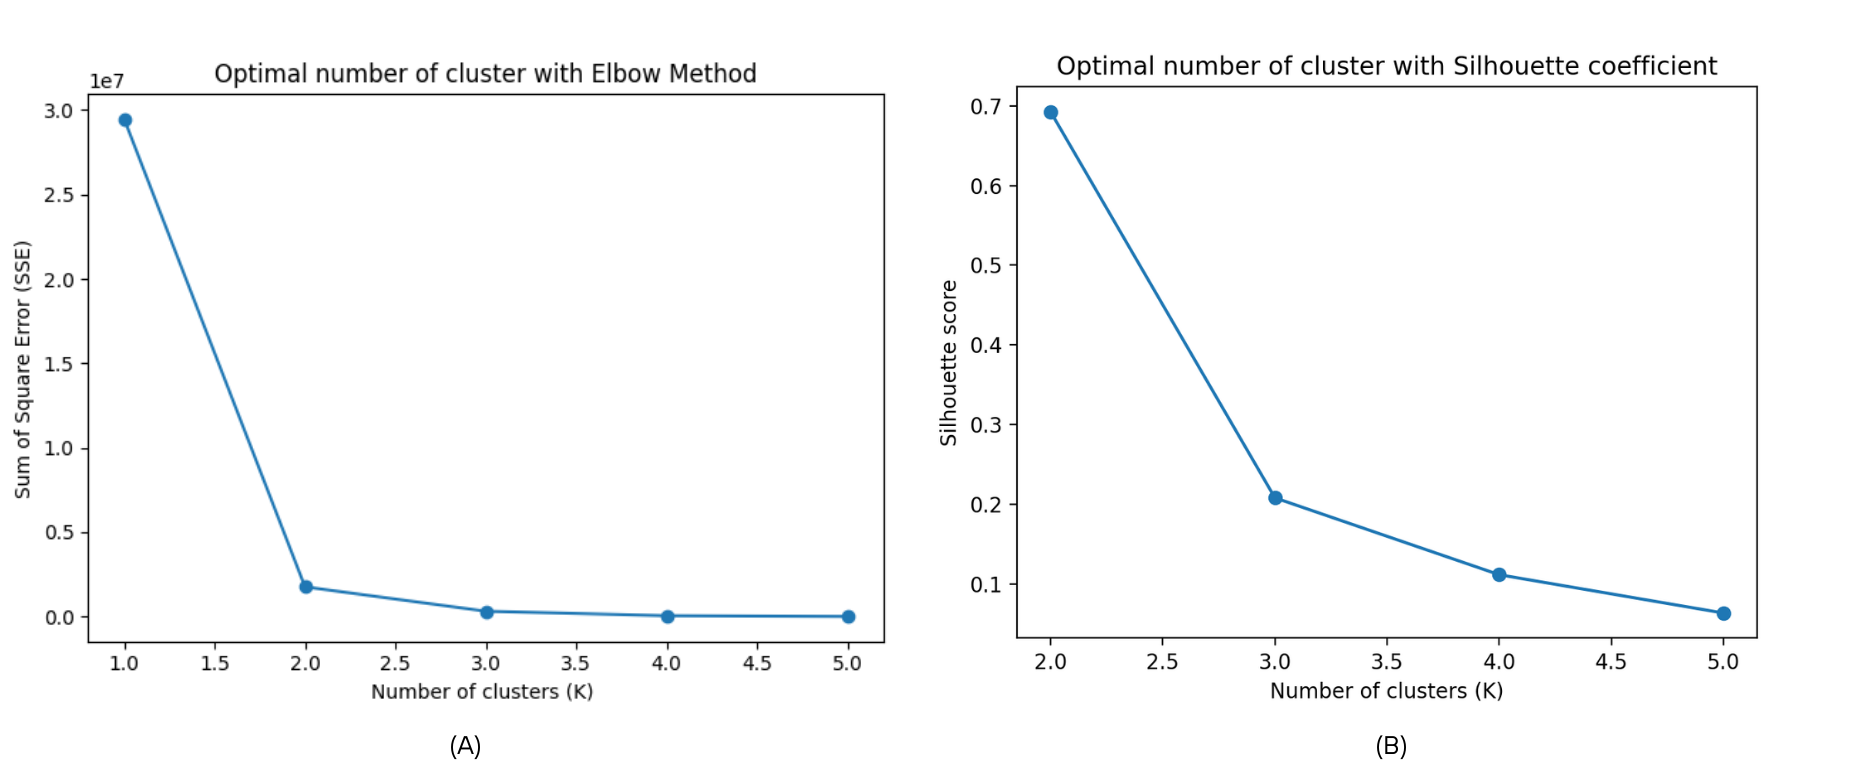 Optimal number of cluster with Elbow Method
1e7
3.0
2.5
2.0
1.5
1.0
0.5
0.0
Sum of Square Error (SSE)
1.0 1.5 2.0 2.5 3.0 3.5 4.0 4.5 5.0
Number of clusters (K)
(A)
Optimal number of cluster with Silhouette coefficient
0.7
0.6
0.5
0.4
0.3
0.2
0.1
Silhouette score
2.0 2.5 3.0 3.5 4.0 4.5 5.0
Number of clusters (K)
(B)